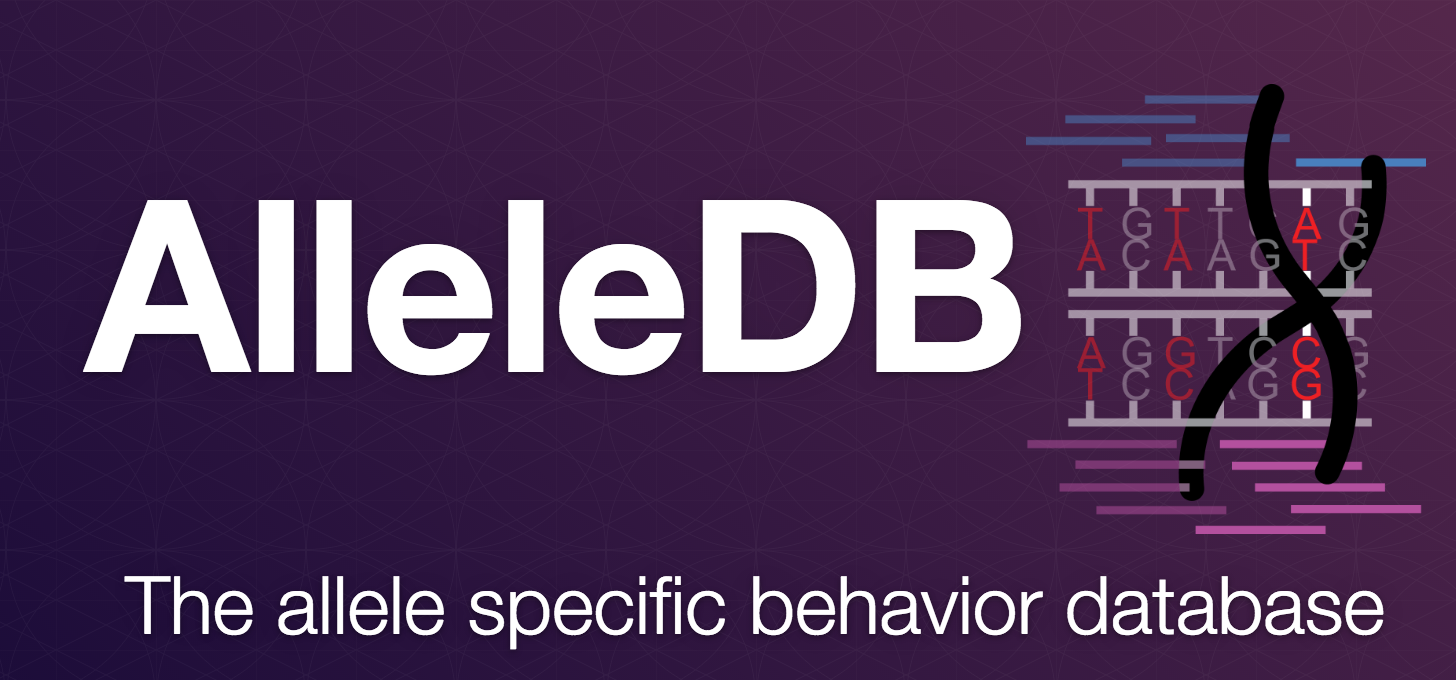 AlleleDB
T G T T A G
A C A A G T C
A G G T C C G
T C C A G G C
The allele specific behavior database